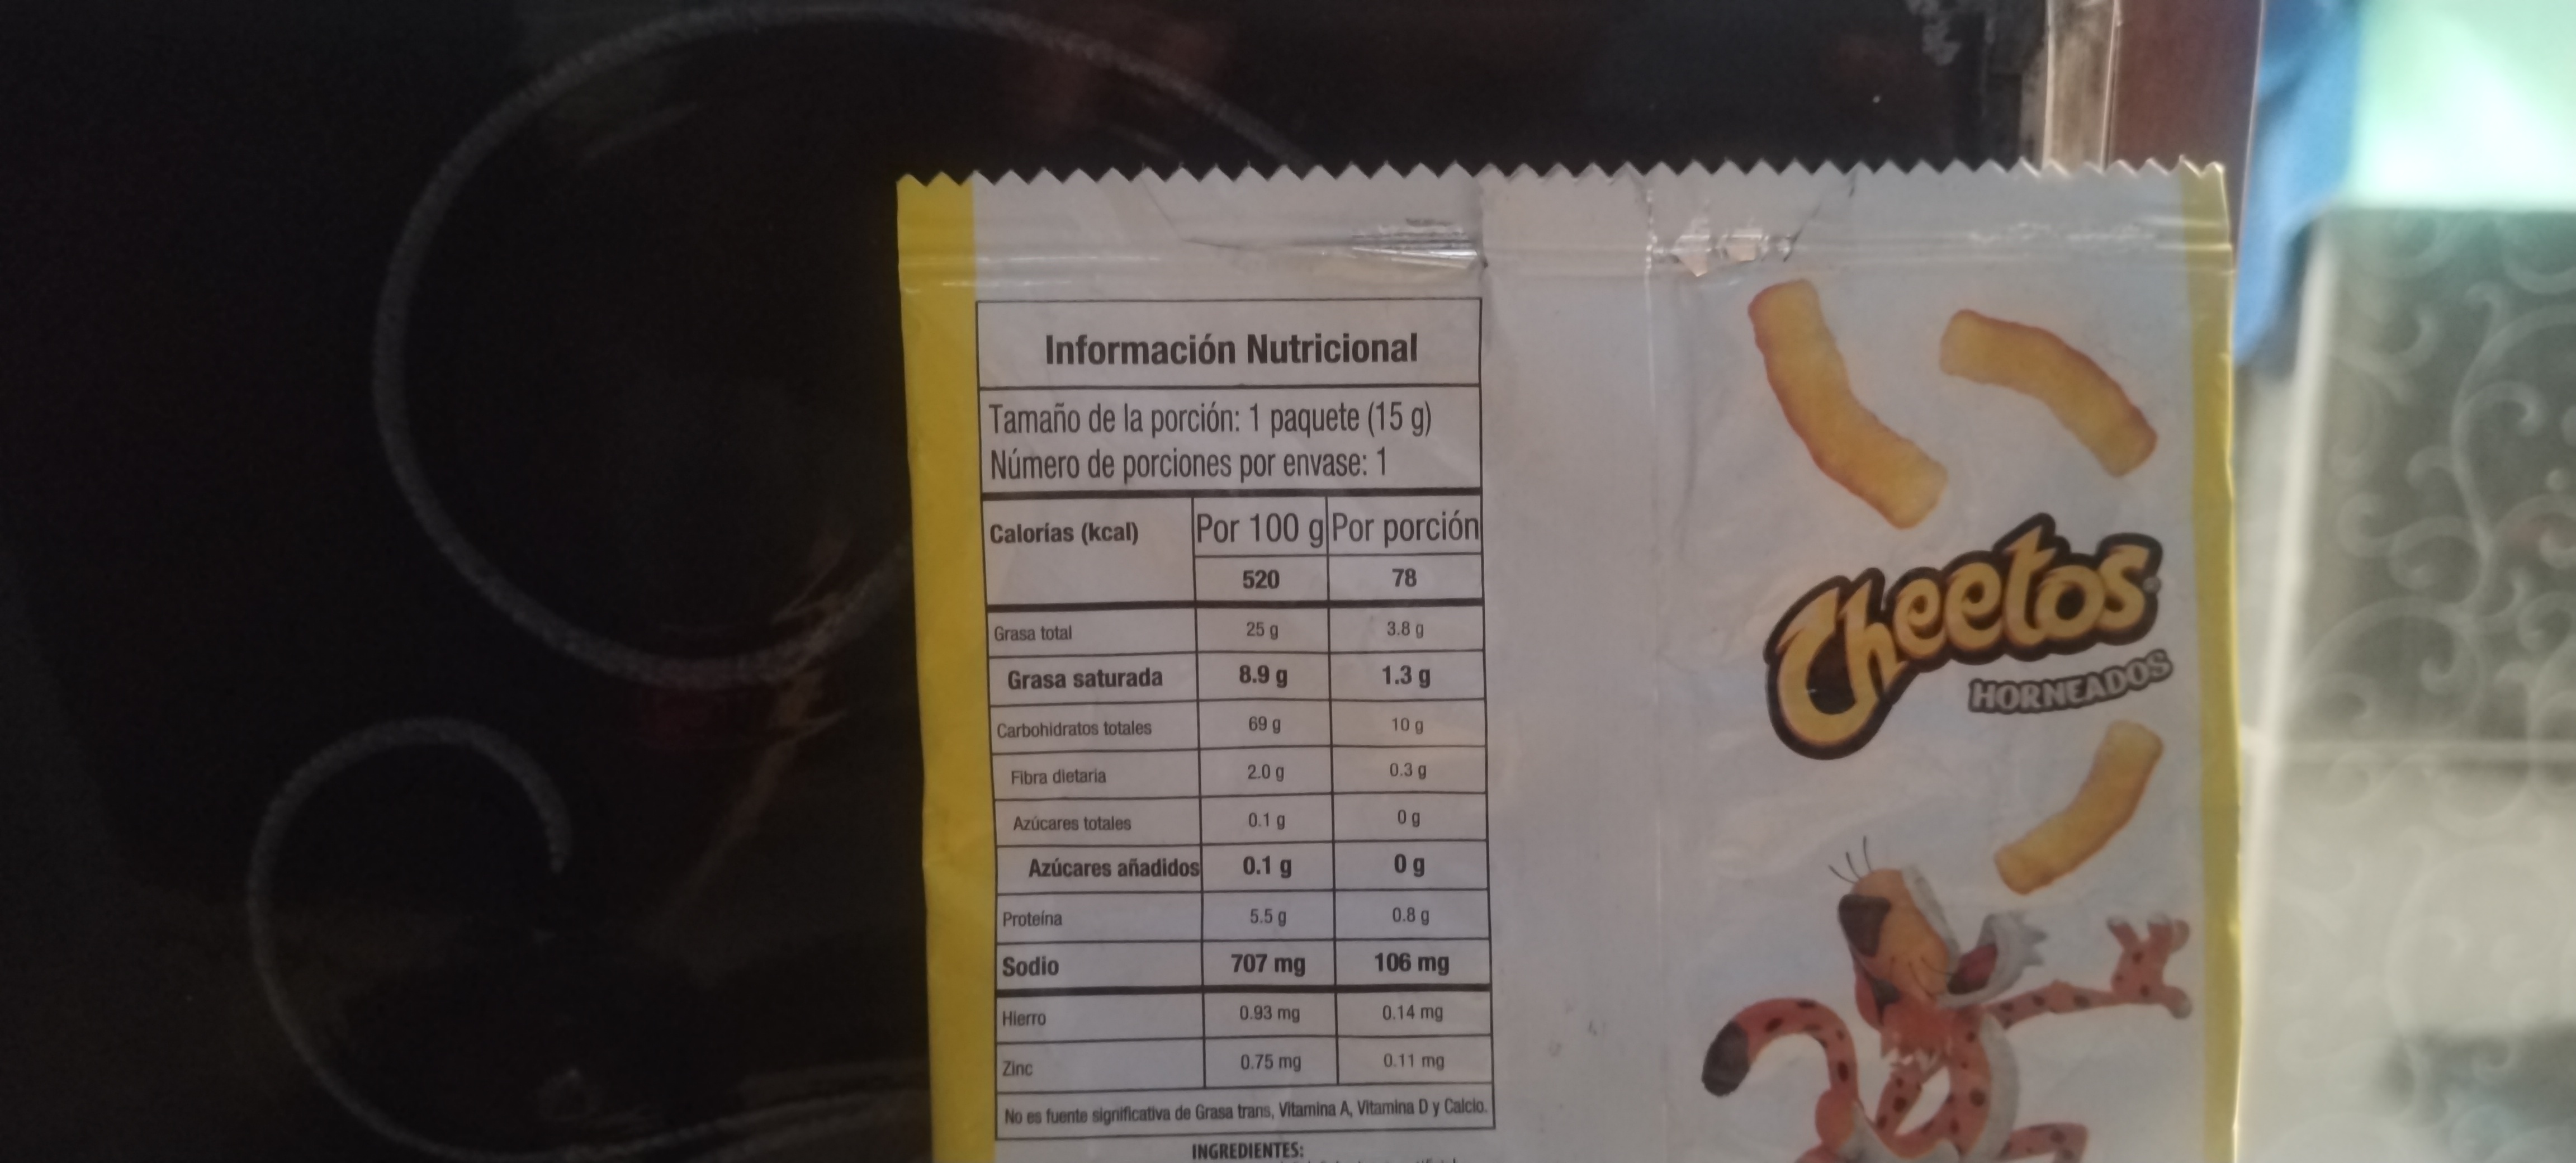 Información Nutricional
Tamaño de la porción: 1 paquete (15 g)
Número de porciones por envase: 1
Calorías (kcal) Por 100 g Por porción
520 78
Grasa total 25 g 3.8 g
Grasa saturada 8.9 g 1.3 g
Carbohidratos totales 69 g 10 g
Fibra dietaria 2.0 g 0.3 g
Azúcares totales 0.1 g 0 g
Azúcares añadidos 0.1 g 0 g
Proteína 5.5 g 0.8 g
Sodio 707 mg 106 mg
Hierro 0.93 mg 0.14 mg
Zinc 0.75 mg 0.11 mg
No es fuente significativa de Grasa trans, Vitamina A, Vitamina D y Calcio.
INGREDIENTES:
Cheetos
HORNEADOS